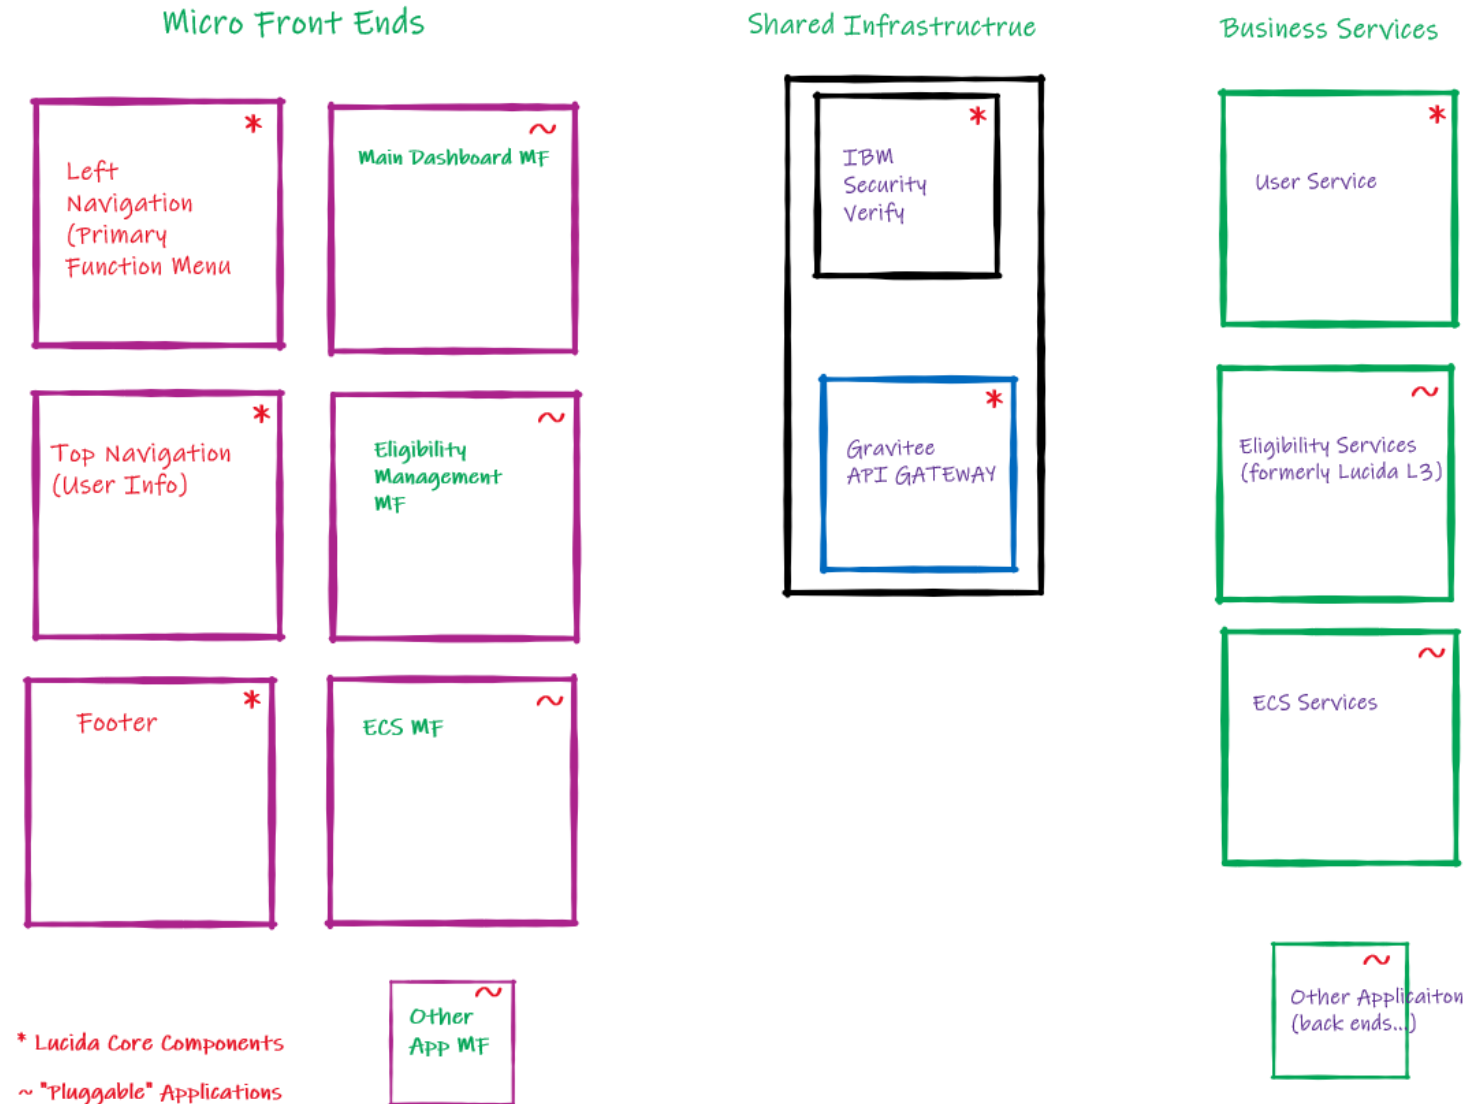 Micro Front Ends
Shared Infrastructrue
Business Services
*
Left
Navigation
(Primary
Function Menu
~
Main Dashboard MF
*
IBM
Security
Verify
*
User Service
*
Top Navigation
(User Info)
~
Eligibility
Management
MF
*
Gravitee
API GATEWAY
~
Eligibility Services
(formerly Lucida L3)
*
Footer
~
ECS MF
~
ECS Services
~
Other
App MF
~
Other Applicaiton
(back ends...)
* Lucida Core Components
~ "Pluggable" Applications